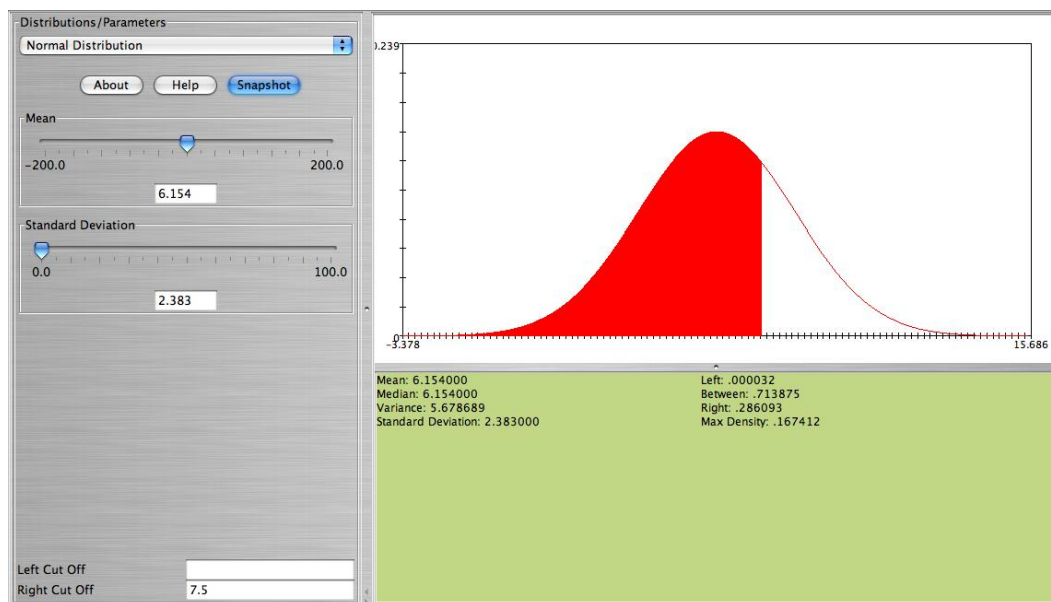 Distributions/Parameters
Normal Distribution
About Help Snapshot
Mean
-200.0 200.0
6.154
Standard Deviation
0.0 100.0
2.383
Left Cut Off
Right Cut Off 7.5
0.239
0
-3.378 15.686
Mean: 6.154000
Median: 6.154000
Variance: 5.678689
Standard Deviation: 2.383000
Left: .000032
Between: .713875
Right: .286093
Max Density: .167412